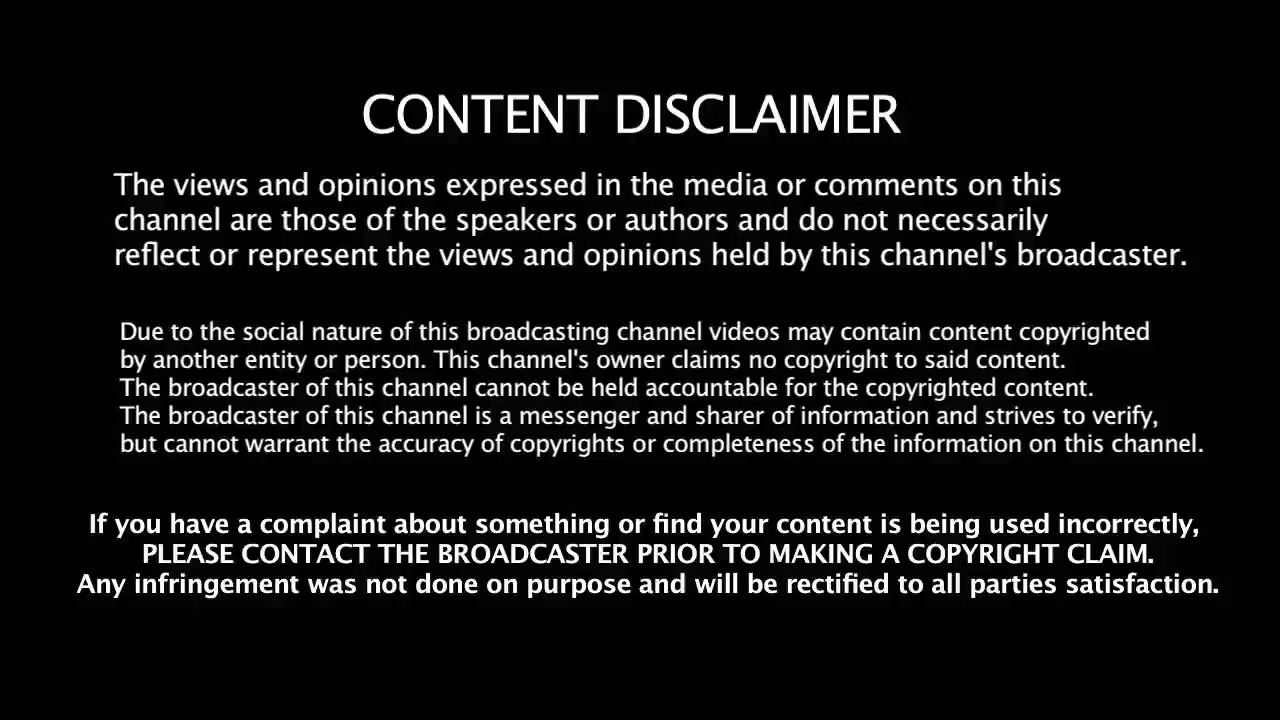 CONTENT DISCLAIMER
The views and opinions expressed in the media or comments on this
channel are those of the speakers or authors and do not necessarily
reflect or represent the views and opinions held by this channel's broadcaster.
Due to the social nature of this broadcasting channel videos may contain content copyrighted
by another entity or person. This channel's owner claims no copyright to said content.
The broadcaster of this channel cannot be held accountable for the copyrighted content.
The broadcaster of this channel is a messenger and sharer of information and strives to verify,
but cannot warrant the accuracy of copyrights or completeness of the information on this channel.
If you have a complaint about something or find your content is being used incorrectly,
PLEASE CONTACT THE BROADCASTER PRIOR TO MAKING A COPYRIGHT CLAIM.
Any infringement was not done on purpose and will be rectified to all parties satisfaction.